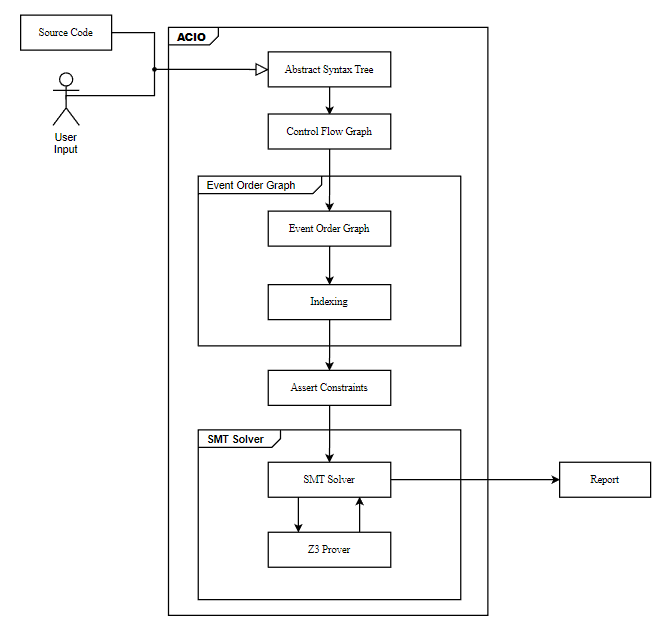 Source Code
User
Input
ACIO
Abstract Syntax Tree
Control Flow Graph
Event Order Graph
Event Order Graph
Indexing
Assert Constraints
SMT Solver
SMT Solver
Report
Z3 Prover